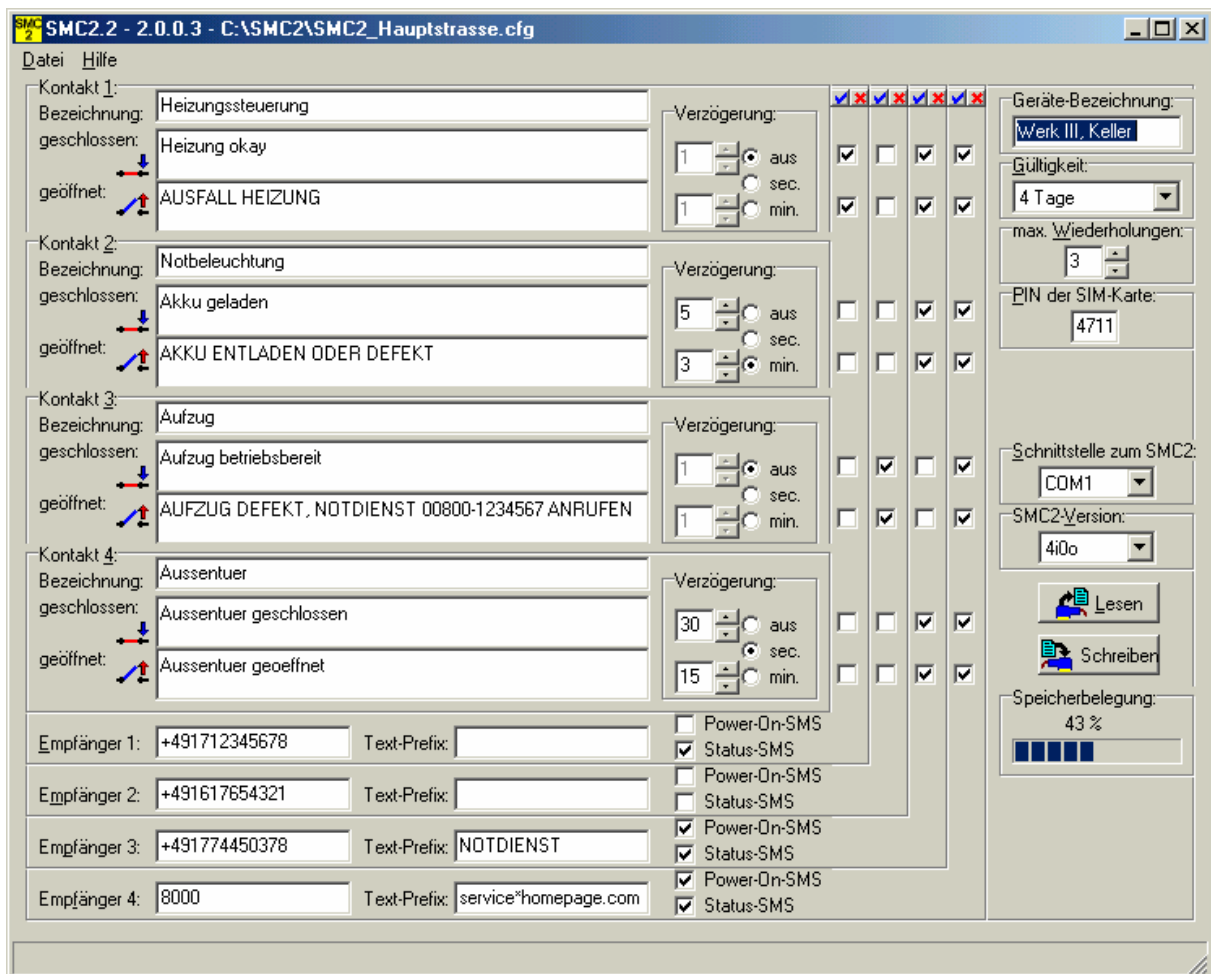 SMC2.2 - 2.0.0.3 - C:\SMC2\SMC2_Hauptstrasse.cfg
Datei Hilfe
Kontakt 1:
Bezeichnung: Heizungssteuerung
geschlossen: Heizung okay
geöffnet: AUSFALL HEIZUNG
Verzögerung:
1 aus
sec.
1 min.
Kontakt 2:
Bezeichnung: Notbeleuchtung
geschlossen: Akku geladen
geöffnet: AKKU ENTLADEN ODER DEFEKT
Verzögerung:
5 aus
sec.
3 min.
Kontakt 3:
Bezeichnung: Aufzug
geschlossen: Aufzug betriebsbereit
geöffnet: AUFZUG DEFEKT, NOTDIENST 00800-1234567 ANRUFEN
Verzögerung:
1 aus
sec.
1 min.
Kontakt 4:
Bezeichnung: Aussentuer
geschlossen: Aussentuer geschlossen
geöffnet: Aussentuer geoeffnet
Verzögerung:
30 aus
sec.
15 min.
Empfänger 1: +491712345678 Text-Prefix:
Power-On-SMS
Status-SMS
Empfänger 2: +491617654321 Text-Prefix:
Power-On-SMS
Status-SMS
Empfänger 3: +491774450378 Text-Prefix: NOTDIENST
Power-On-SMS
Status-SMS
Empfänger 4: 8000 Text-Prefix: service*homepage.com
Power-On-SMS
Status-SMS
Geräte-Bezeichnung:
Werk III, Keller
Gültigkeit:
4 Tage
max. Wiederholungen:
3
PIN der SIM-Karte:
4711
Schnittstelle zum SMC2:
COM1
SMC2-Version:
4i0o
Lesen
Schreiben
Speicherbelegung:
43 %